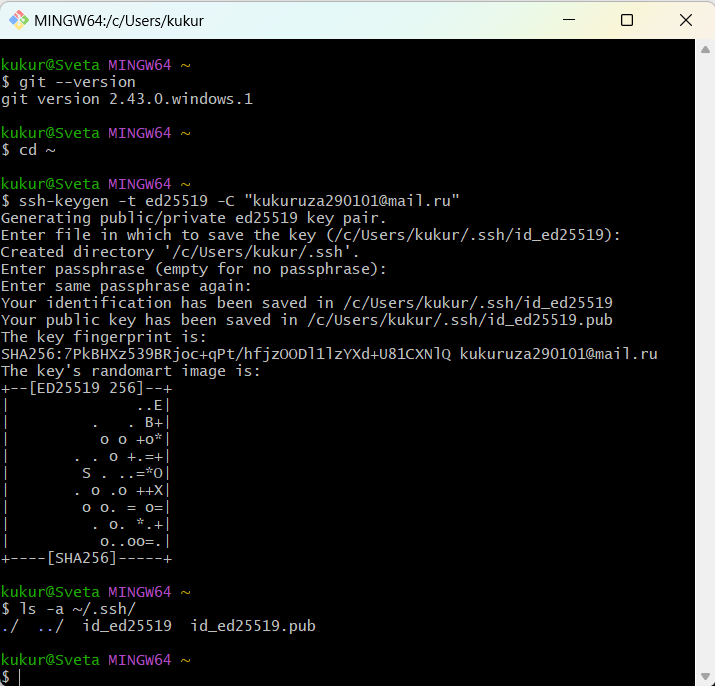 MINGW64:/c/Users/kukur
kukur@Sveta MINGW64 ~
$ git --version
git version 2.43.0.windows.1
kukur@Sveta MINGW64 ~
$ cd ~
kukur@Sveta MINGW64 ~
$ ssh-keygen -t ed25519 -C "kukuruza290101@mail.ru"
Generating public/private ed25519 key pair.
Enter file in which to save the key (/c/Users/kukur/.ssh/id_ed25519):
Created directory '/c/Users/kukur/.ssh'.
Enter passphrase (empty for no passphrase):
Enter same passphrase again:
Your identification has been saved in /c/Users/kukur/.ssh/id_ed25519
Your public key has been saved in /c/Users/kukur/.ssh/id_ed25519.pub
The key fingerprint is:
SHA256:7PkBHXz539BRjoc+qPt/hfjzOODl1lzYXd+U81CXNlQ kukuruza290101@mail.ru
The key's randomart image is:
+--[ED25519 256]--+
|               ..E|
|          .   . B+|
|           o o +o*|
|        . . o +.=+|
|         S . ..=*O|
|        . o .o ++X|
|         o o. = o=|
|          . o. *.+|
|           o..oo=.|
+----[SHA256]-----+
kukur@Sveta MINGW64 ~
$ ls -a ~/.ssh/
./  ../  id_ed25519  id_ed25519.pub
kukur@Sveta MINGW64 ~
$